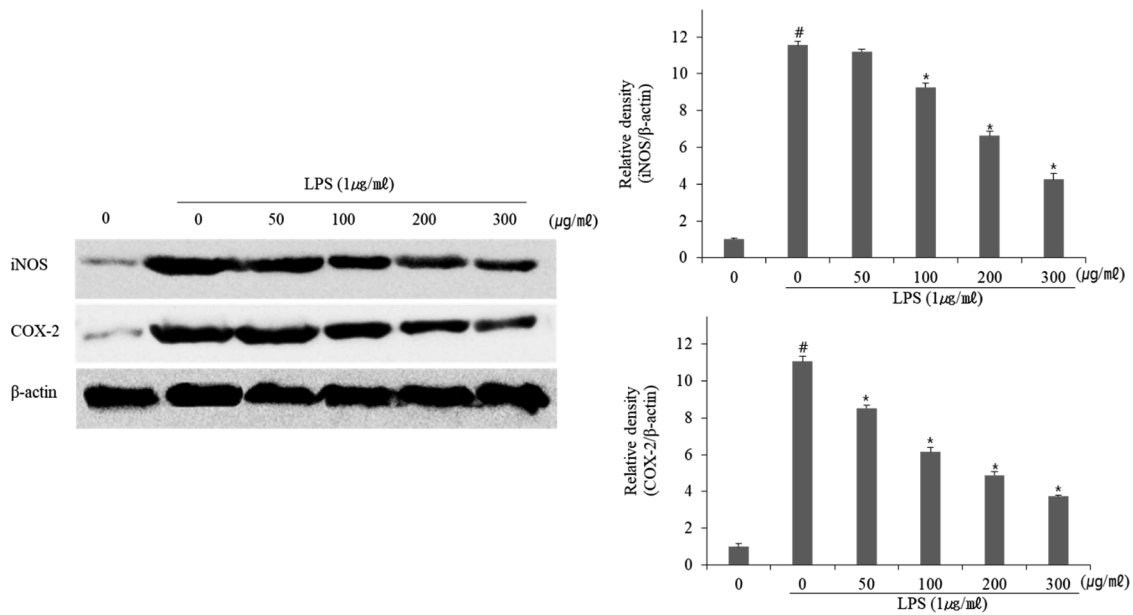 LPS (1㎍/㎖)
0 0 50 100 200 300 (㎍/㎖)
iNOS
COX-2
β-actin
Relative density
(iNOS/β-actin)
12
10
8
6
4
2
0
#
*
*
*
0 0 50 100 200 300 (㎍/㎖)
LPS (1㎍/㎖)
Relative density
(COX-2/β-actin)
12
10
8
6
4
2
0
#
*
*
*
*
0 0 50 100 200 300 (㎍/㎖)
LPS (1㎍/㎖)